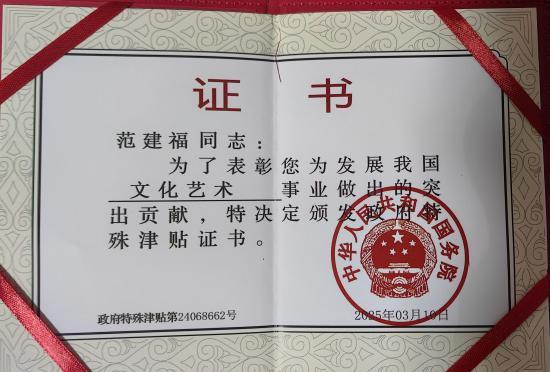 证书
范建福同志：
为了表彰您为发展我国
文化艺术 事业做出的突
出贡献，特决定颁发政府特
殊津贴证书。
中华人民共和国国务院
政府特殊津贴第24068662号
2025年03月10日